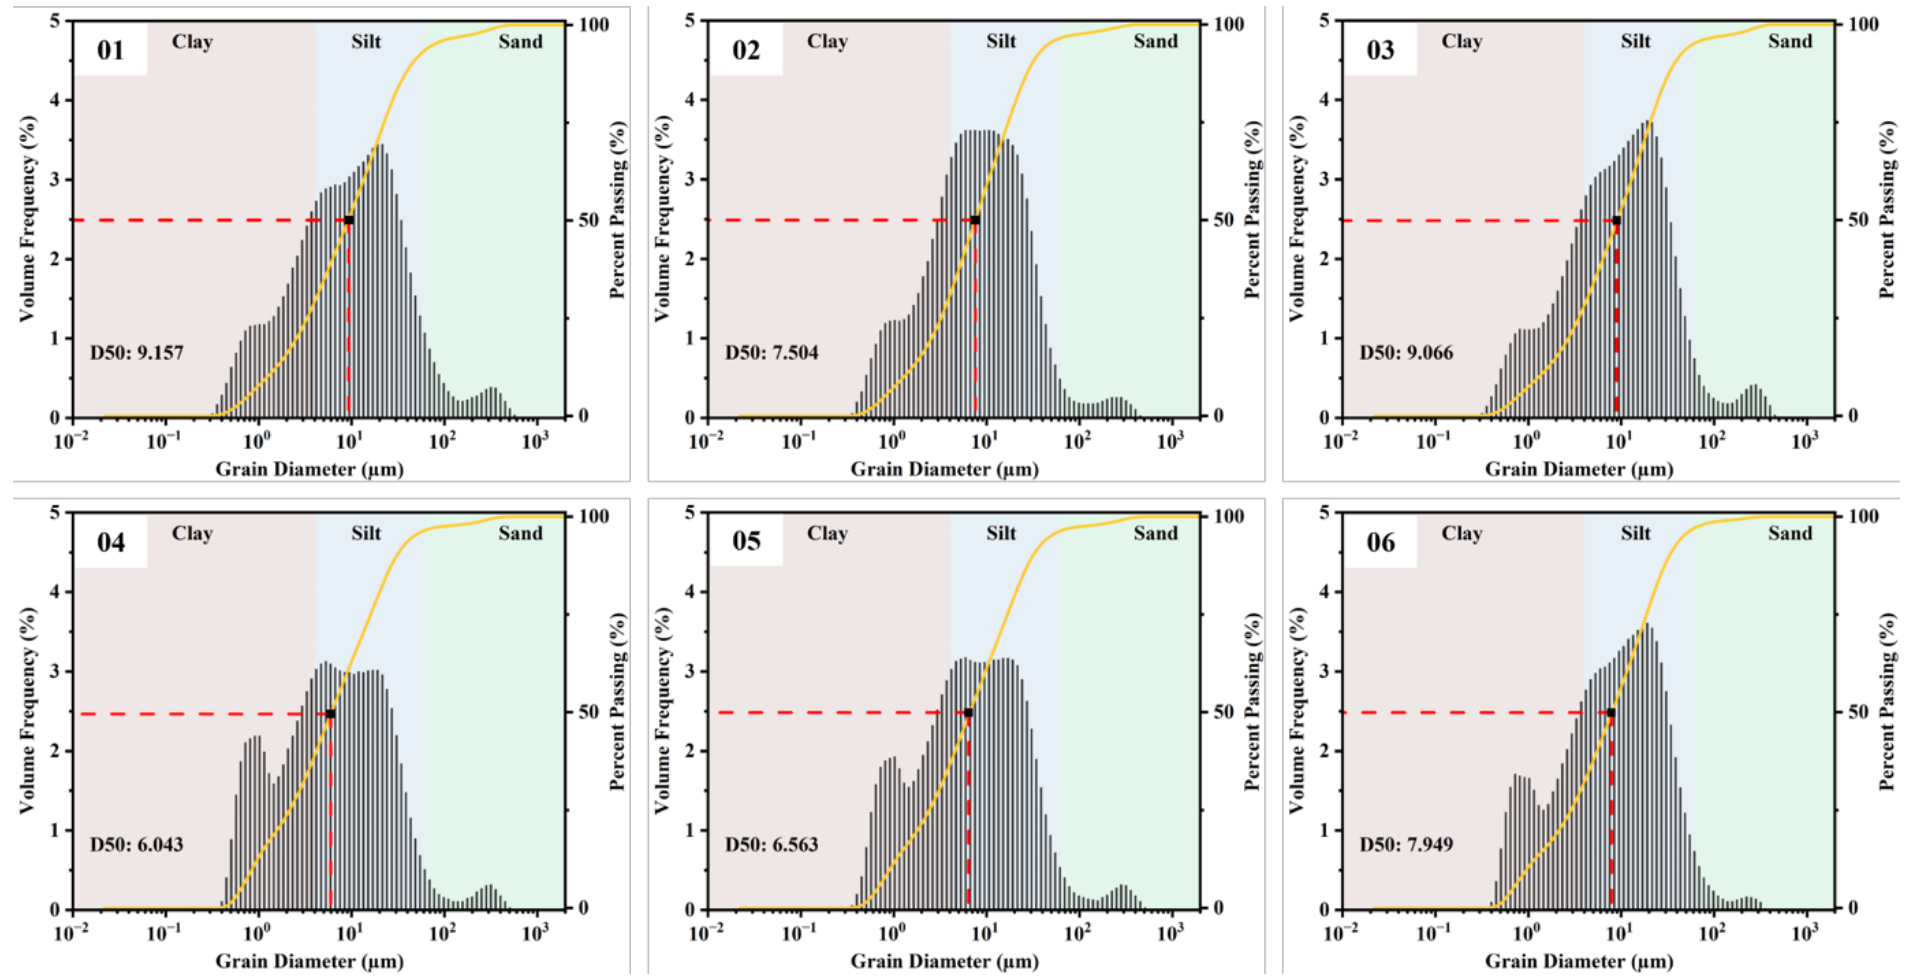 01
Clay
Silt
Sand
5
4
3
2
1
0
100
50
0
Volume Frequency (%)
Percent Passing (%)
D50: 9.157
10⁻² 10⁻¹ 10⁰ 10¹ 10² 10³
Grain Diameter (μm)
02
Clay
Silt
Sand
5
4
3
2
1
0
100
50
0
Volume Frequency (%)
Percent Passing (%)
D50: 7.504
10⁻² 10⁻¹ 10⁰ 10¹ 10² 10³
Grain Diameter (μm)
03
Clay
Silt
Sand
5
4
3
2
1
0
100
50
0
Volume Frequency (%)
Percent Passing (%)
D50: 9.066
10⁻² 10⁻¹ 10⁰ 10¹ 10² 10³
Grain Diameter (μm)
04
Clay
Silt
Sand
5
4
3
2
1
0
100
50
0
Volume Frequency (%)
Percent Passing (%)
D50: 6.043
10⁻² 10⁻¹ 10⁰ 10¹ 10² 10³
Grain Diameter (μm)
05
Clay
Silt
Sand
5
4
3
2
1
0
100
50
0
Volume Frequency (%)
Percent Passing (%)
D50: 6.563
10⁻² 10⁻¹ 10⁰ 10¹ 10² 10³
Grain Diameter (μm)
06
Clay
Silt
Sand
5
4
3
2
1
0
100
50
0
Volume Frequency (%)
Percent Passing (%)
D50: 7.949
10⁻² 10⁻¹ 10⁰ 10¹ 10² 10³
Grain Diameter (μm)